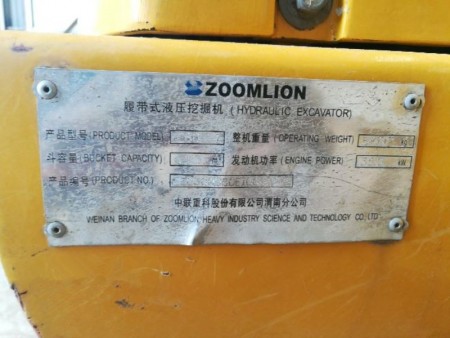 ZOOMLION
履带式液压挖掘机 (HYDRAULIC EXCAVATOR)
产品型号(PRODUCT MODEL) 整机重量(OPERATING WEIGHT) kg
斗容量(BUCKET CAPACITY) m³ 发动机功率(ENGINE POWER) kW
产品编号(PRODUCT NO.)
中联重科股份有限公司渭南分公司
WEINAN BRANCH OF ZOOMLION HEAVY INDUSTRY SCIENCE AND TECHNOLOGY CO.,LTD